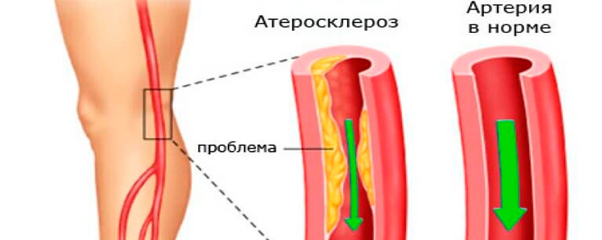 Атеросклероз
Артерия
в норме
проблема